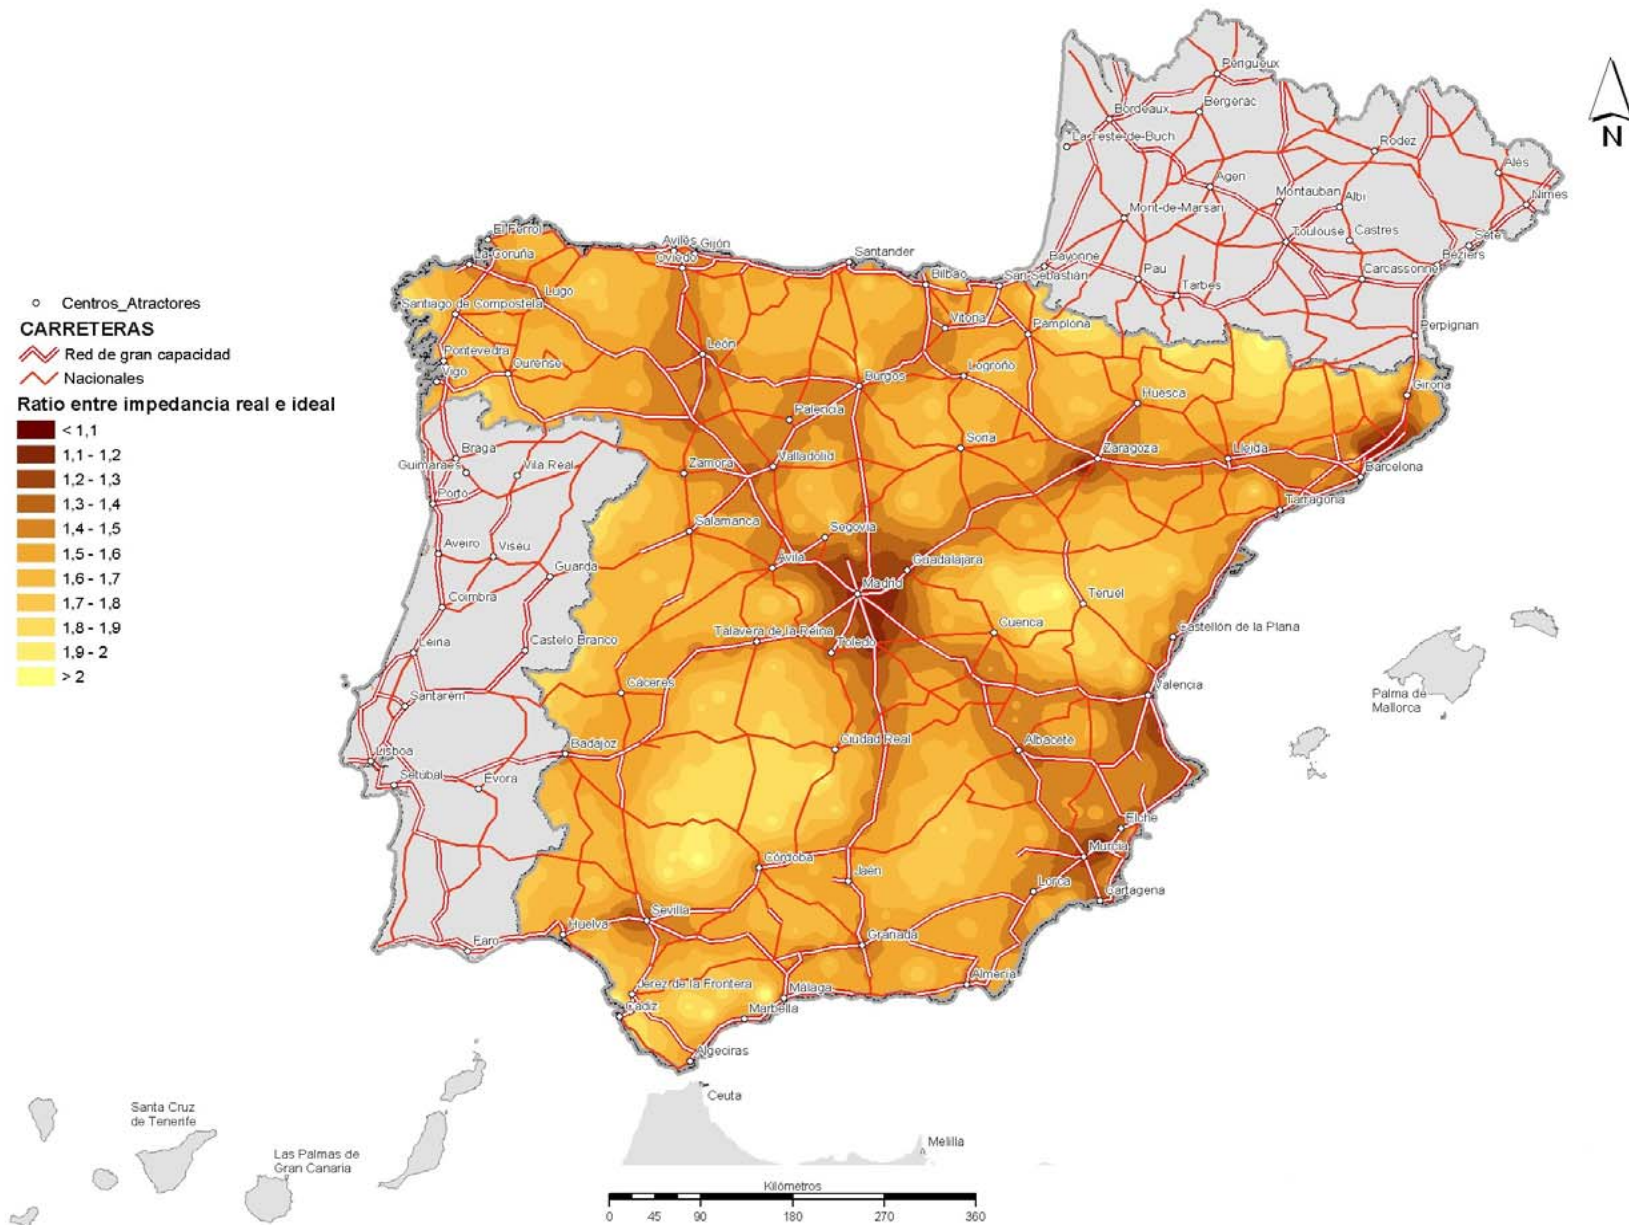 Périgueux
Bergerac
Bordeaux
La Teste-de-Buch
Rodez
Alès
Agen
Montauban
Albi
Nimes
Mont-de-Marsan
Toulouse
Castres
Sète
Béziers
Bayonne
Pau
Tarbes
Carcassonne
Perpignan
N
El Ferrol
La Coruña
Avilés
Gijón
Oviedo
Santander
Bilbao
San Sebastián
Lugo
Santiago de Compostela
Vitoria
Pamplona
Pontevedra
Ourense
León
Vigo
Burgos
Logroño
Huesca
Girona
Palencia
Soria
Zaragoza
Lleida
Barcelona
Tarragona
Zamora
Valladolid
Braga
Guimaraes
Vila Real
Porto
Salamanca
Segovia
Avila
Guadalajara
Madrid
Aveiro
Viseu
Guarda
Coimbra
Teruel
Cuenca
Castellón de la Plana
Talavera de la Reina
Toledo
Leiria
Castelo Branco
Cáceres
Santarem
Valencia
Palma de
Mallorca
Lisboa
Setubal
Evora
Badajoz
Ciudad Real
Albacete
Elche
Murcia
Cartagena
Lorca
Córdoba
Jaén
Sevilla
Huelva
Faro
Granada
Almería
Jerez de la Frontera
Málaga
Cádiz
Marbella
Algeciras
Ceuta
Melilla
Centros_Atractores
CARRETERAS
Red de gran capacidad
Nacionales
Ratio entre impedancia real e ideal
< 1,1
1,1 - 1,2
1,2 - 1,3
1,3 - 1,4
1,4 - 1,5
1,5 - 1,6
1,6 - 1,7
1,7 - 1,8
1,8 - 1,9
1,9 - 2
> 2
Santa Cruz
de Tenerife
Las Palmas de
Gran Canaria
Kilómetros
0 45 90 180 270 360